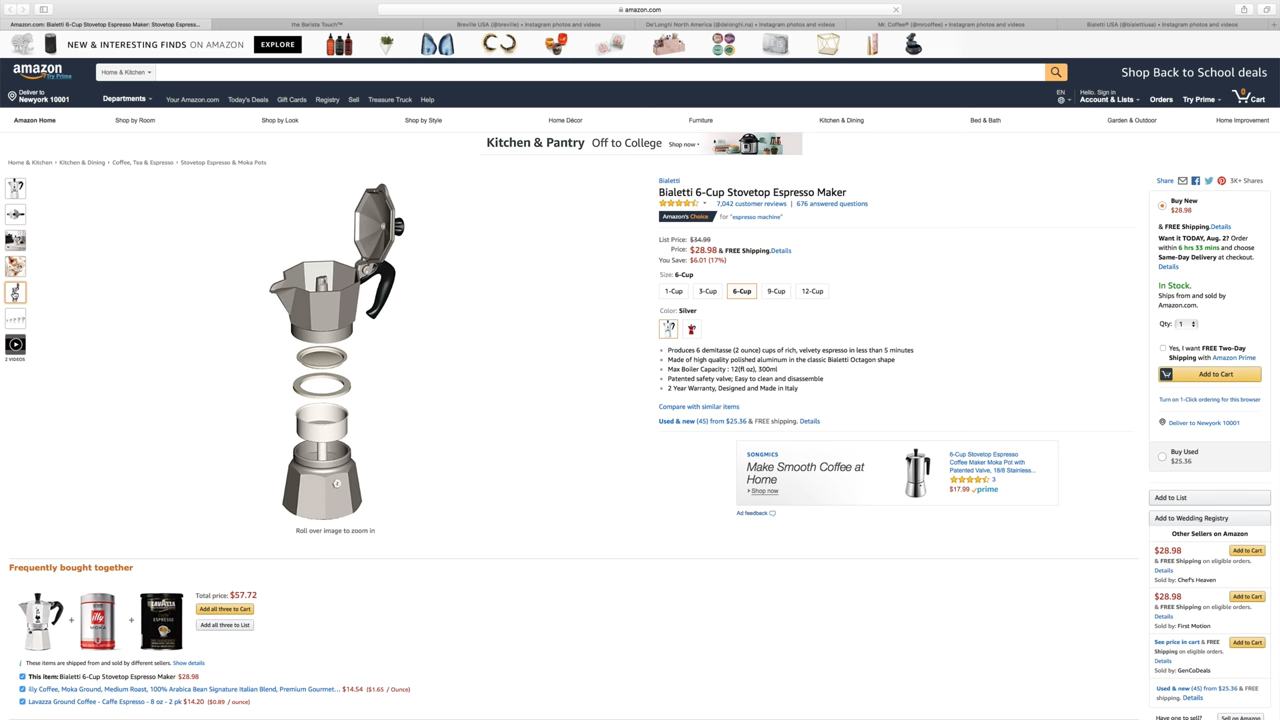 amazon.com
Amazon.com: Bialetti 6-Cup Stovetop Espresso Maker: Stovetop Espress...
the Barista Touch™
Breville USA (@breville) • Instagram photos and videos
De'Longhi North America (@delonghi.na) • Instagram photos and videos
Mr. Coffee® (@mrcoffee) • Instagram photos and videos
Bialetti USA (@bialettiusa) • Instagram photos and videos
NEW & INTERESTING FINDS ON AMAZON EXPLORE
amazon
Try Prime
Home & Kitchen
Shop Back to School deals
Deliver to
Newyork 10001
Departments
Your Amazon.com Today's Deals Gift Cards Registry Sell Treasure Truck Help
EN
Hello. Sign in
Account & Lists
Orders
Try Prime
0
Cart
Amazon Home Shop by Room Shop by Look Shop by Style Home Décor Furniture Kitchen & Dining Bed & Bath Garden & Outdoor Home Improvement
Kitchen & Pantry Off to College Shop now ›
Home & Kitchen › Kitchen & Dining › Coffee, Tea & Espresso › Stovetop Espresso & Moka Pots
2 VIDEOS
Roll over image to zoom in
Bialetti
Bialetti 6-Cup Stovetop Espresso Maker
7,042 customer reviews | 676 answered questions
Amazon's Choice for "espresso machine"
List Price: $34.99
Price: $28.98 & FREE Shipping. Details
You Save: $6.01 (17%)
Size: 6-Cup
1-Cup 3-Cup 6-Cup 9-Cup 12-Cup
Color: Silver
• Produces 6 demitasse (2 ounce) cups of rich, velvety espresso in less than 5 minutes
• Made of high quality polished aluminum in the classic Bialetti Octagon shape
• Max Boiler Capacity : 12(fl oz), 300ml
• Patented safety valve; Easy to clean and disassemble
• 2 Year Warranty, Designed and Made in Italy
Compare with similar items
Used & new (45) from $25.36 & FREE shipping. Details
SONGMICS
Make Smooth Coffee at
Home
› Shop now
6-Cup Stovetop Espresso
Coffee Maker Moka Pot with
Patented Valve, 18/8 Stainless...
3
$17.99 prime
Ad feedback
Share 3K+ Shares
Buy New
$28.98
& FREE Shipping. Details
Want it TODAY, Aug. 2? Order
within 6 hrs 33 mins and choose
Same-Day Delivery at checkout.
Details
In Stock.
Ships from and sold by
Amazon.com.
Qty: 1
Yes, I want FREE Two-Day
Shipping with Amazon Prime
Add to Cart
Turn on 1-Click ordering for this browser
Deliver to Newyork 10001
Buy Used
$25.36
Add to List
Add to Wedding Registry
Other Sellers on Amazon
$28.98 Add to Cart
& FREE Shipping on eligible orders.
Details
Sold by: Chef's Heaven
$28.98 Add to Cart
& FREE Shipping on eligible orders.
Details
Sold by: First Motion
See price in cart & FREE Add to Cart
Shipping on eligible orders.
Details
Sold by: GenCoDeals
Used & new (45) from $25.36 & FREE
shipping. Details
Have one to sell? Sell on Amazon
Frequently bought together
illy
MOKA
LAVAZZA
ESPRESSO
Total price: $57.72
Add all three to Cart
Add all three to List
i These items are shipped from and sold by different sellers. Show details
This item: Bialetti 6-Cup Stovetop Espresso Maker $28.98
illy Coffee, Moka Ground, Medium Roast, 100% Arabica Bean Signature Italian Blend, Premium Gourmet... $14.54 ($1.65 / Ounce)
Lavazza Ground Coffee - Caffe Espresso - 8 oz - 2 pk $14.20 ($0.89 / ounce)